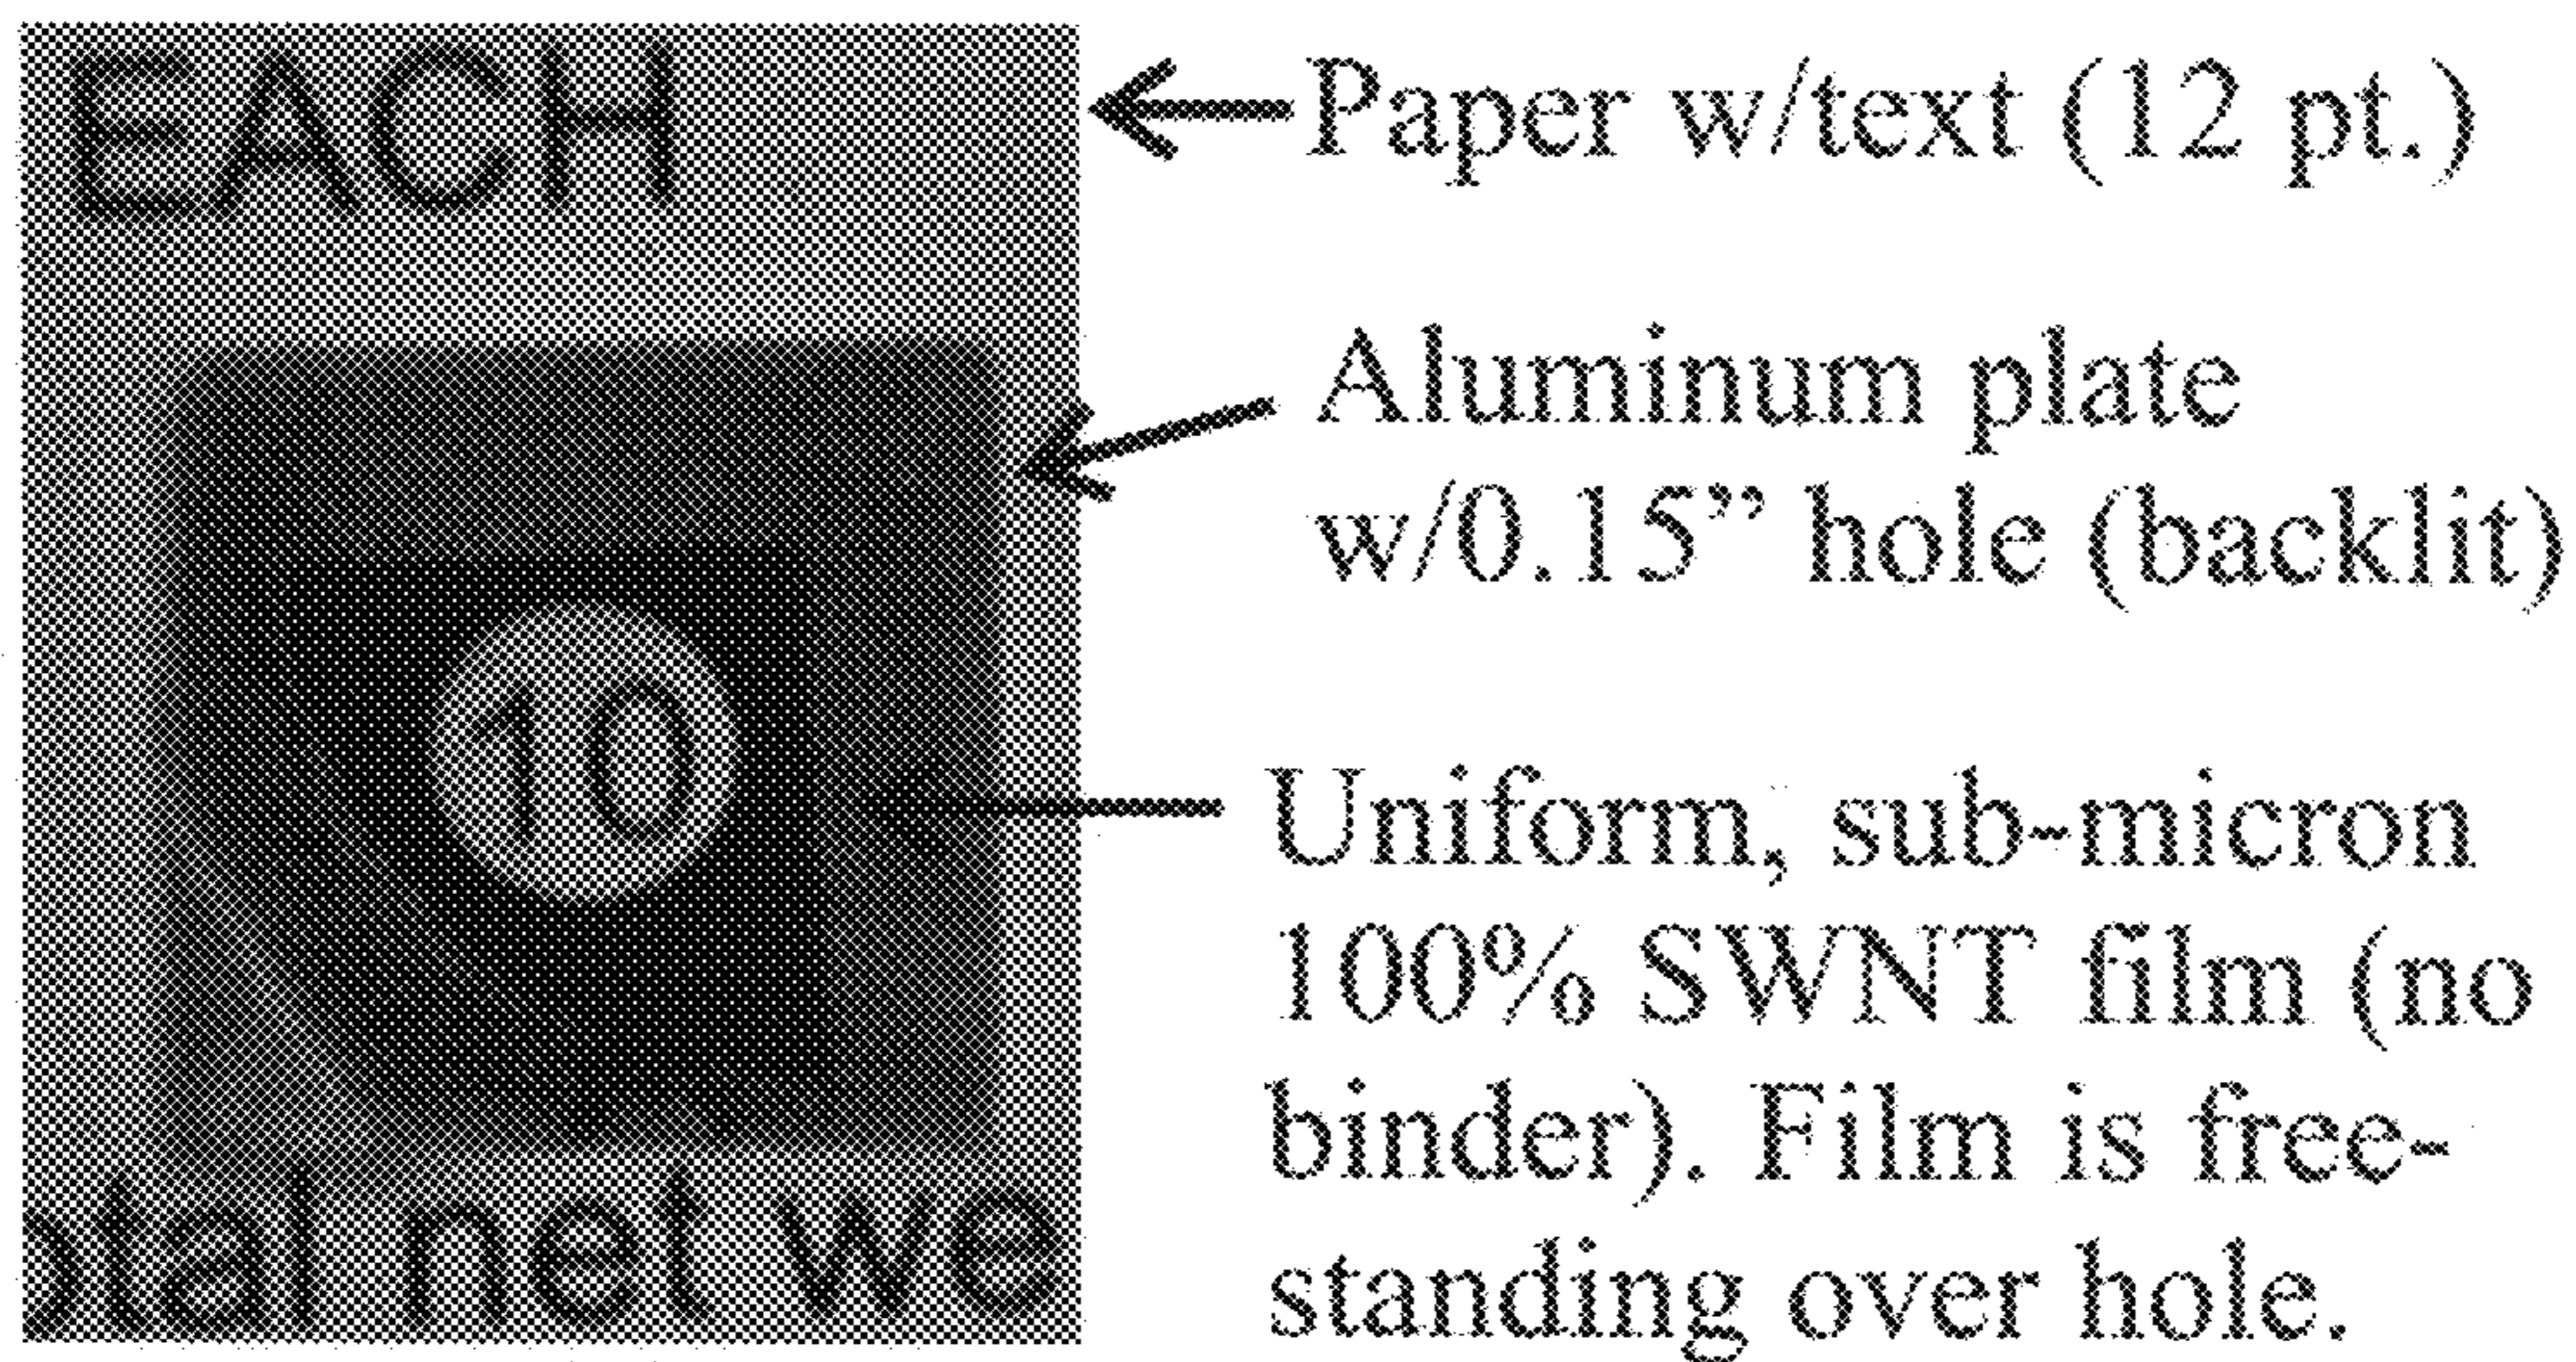 EACH
Paper w/text (12 pt.)
Aluminum plate
w/0.15” hole (backlit)
10
Uniform, sub-micron
100% SWNT film (no
binder). Film is free-
standing over hole.
otal net we